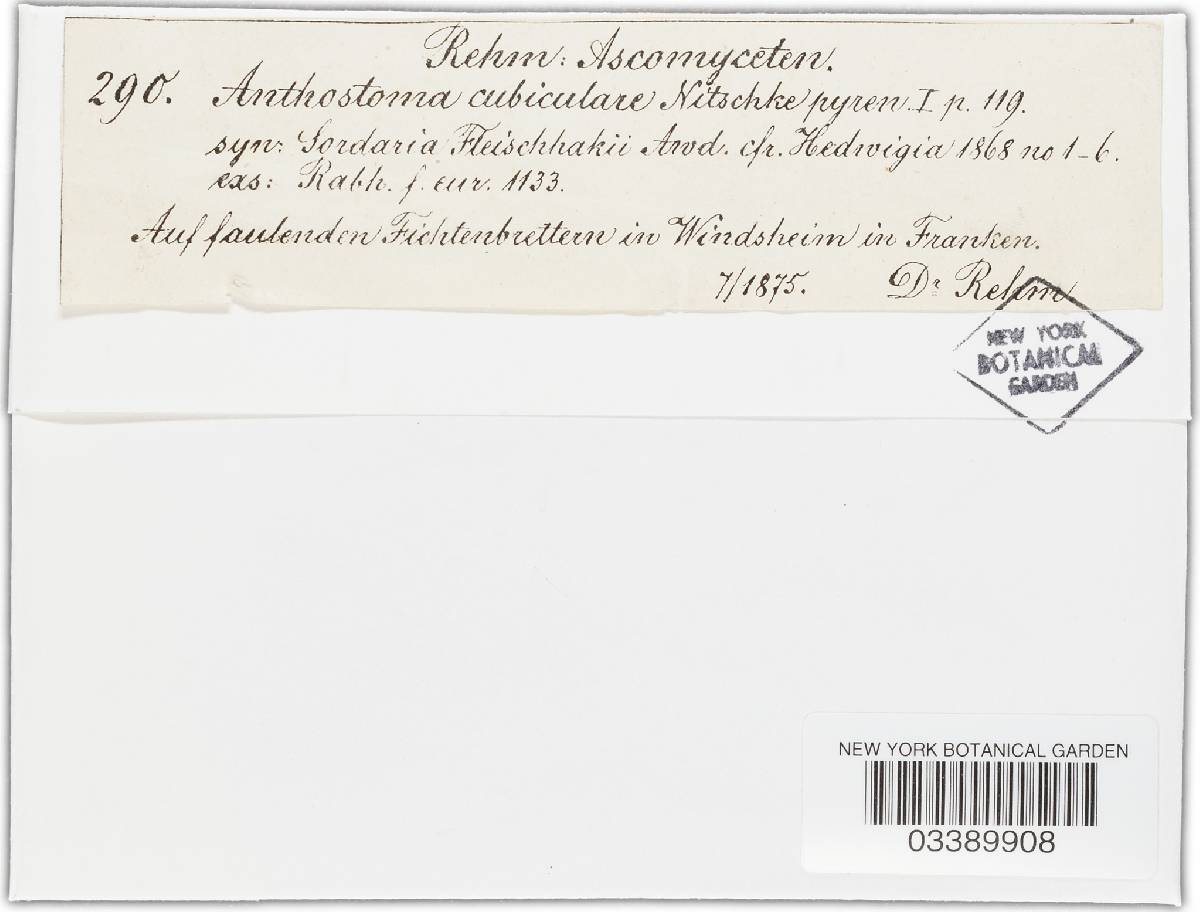 Rehm: Ascomyceten.
290. Anthostoma cubiculare Nitschke pyren. I p. 119.
syn: Sordaria Fleischhakii Awd. cfr. Hedwigia 1868 no 1-6.
exs: Rabh. f. eur. 1133.
Auf faulenden Fichtenbrettern in Windsheim in Franken.
7/1875. Dr Rehm
NEW YORK
BOTANICAL
GARDEN
NEW YORK BOTANICAL GARDEN
03389908